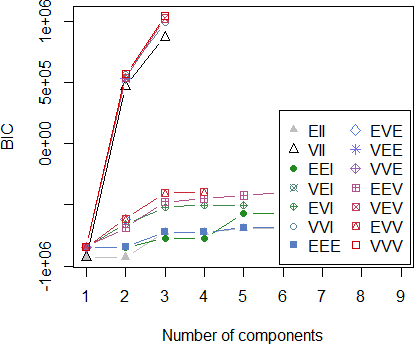 1e+06
5e+05
0e+00
-1e+06
BIC
EII EVE
VII VEE
EEI VVE
VEI EEV
EVI VEV
VVI EVV
EEE VVV
1 2 3 4 5 6 7 8 9
Number of components